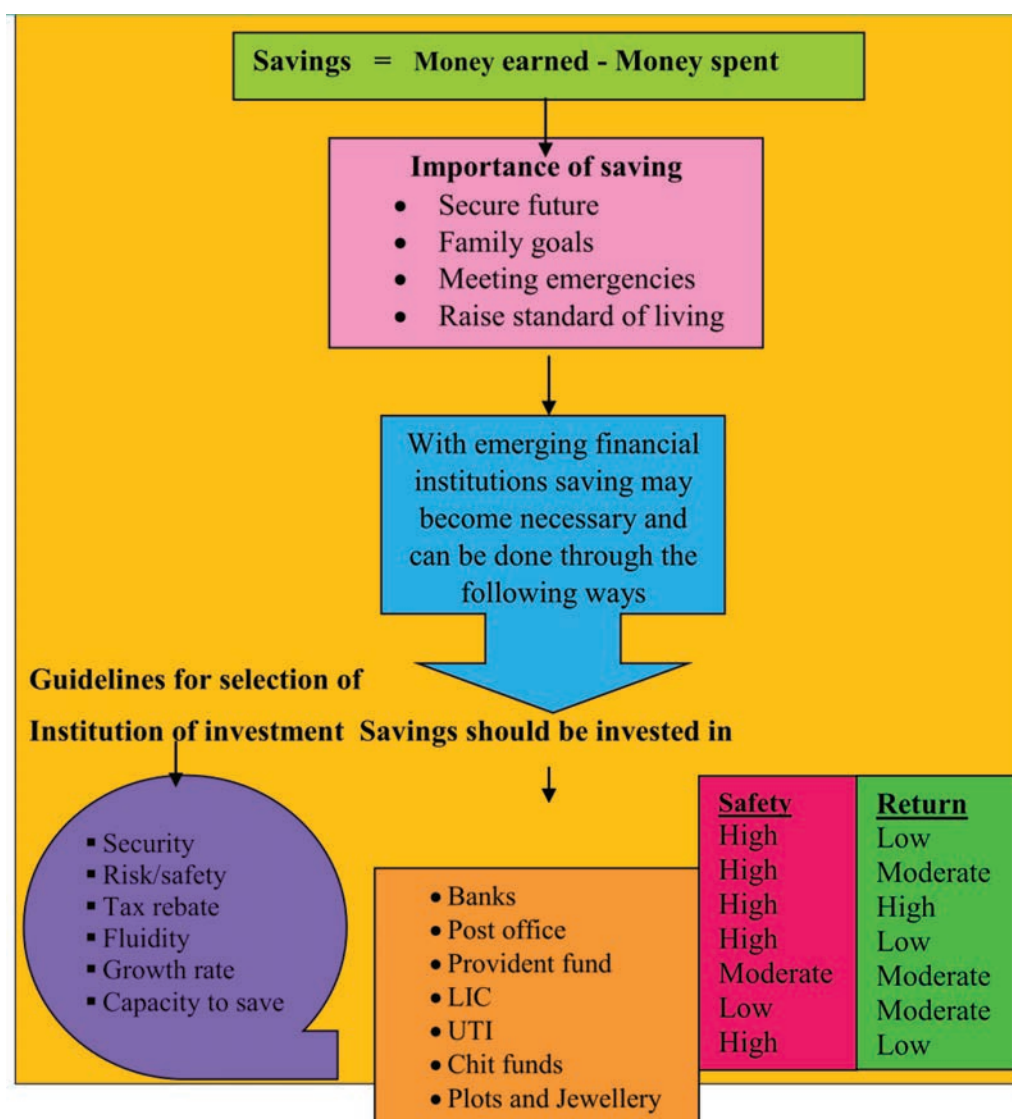 Savings = Money earned - Money spent
Importance of saving
• Secure future
• Family goals
• Meeting emergencies
• Raise standard of living
With emerging financial
institutions saving may
become necessary and
can be done through the
following ways
Guidelines for selection of
Institution of investment
Savings should be invested in
▪ Security
▪ Risk/safety
▪ Tax rebate
▪ Fluidity
▪ Growth rate
▪ Capacity to save
• Banks
• Post office
• Provident fund
• LIC
• UTI
• Chit funds
• Plots and Jewellery
Safety
High
High
High
High
Moderate
Low
High
Return
Low
Moderate
High
Low
Moderate
Moderate
Low